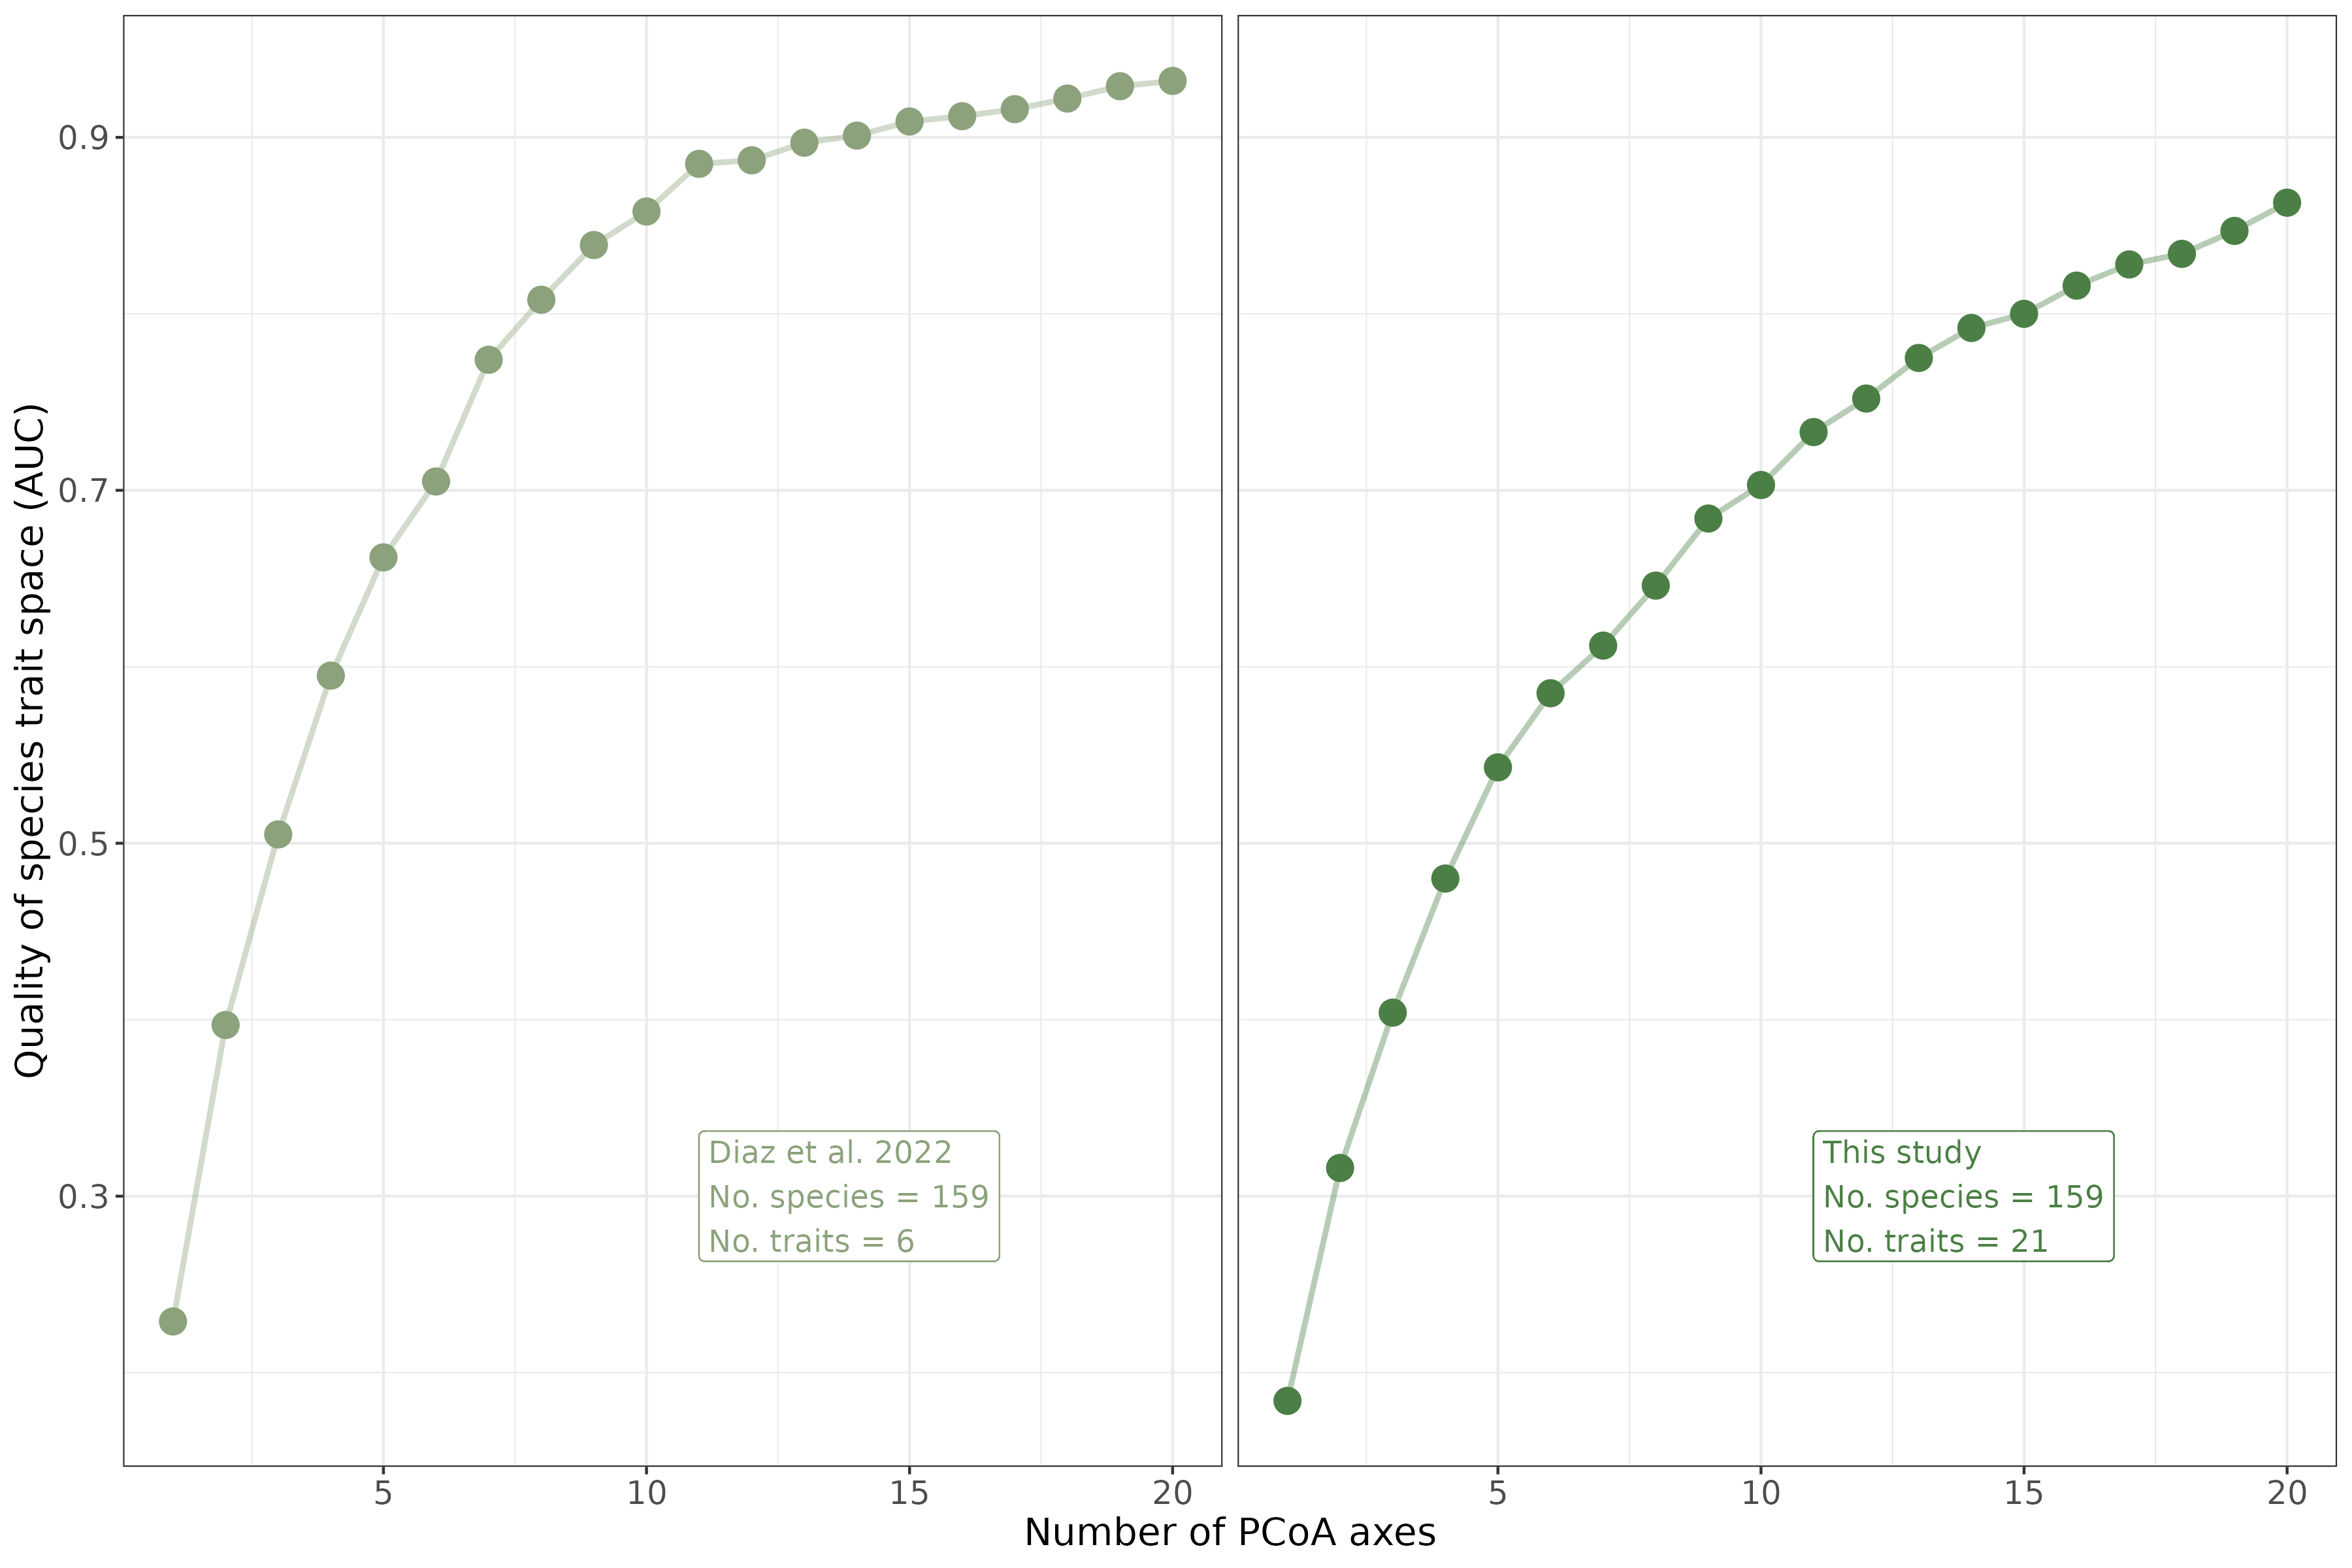 Quality of species trait space (AUC)
0.9
0.7
0.5
0.3
Diaz et al. 2022
No. species = 159
No. traits = 6
This study
No. species = 159
No. traits = 21
5
10
15
20
5
10
15
20
Number of PCoA axes